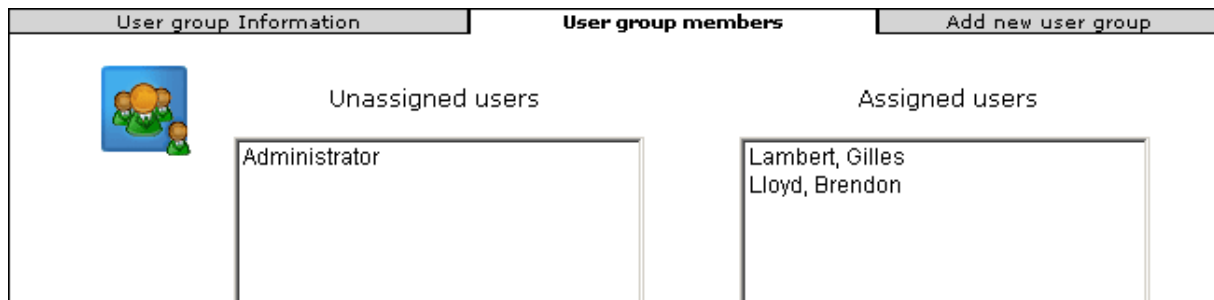 User group Information
User group members
Add new user group
Unassigned users
Assigned users
Administrator
Lambert, Gilles
Lloyd, Brendon